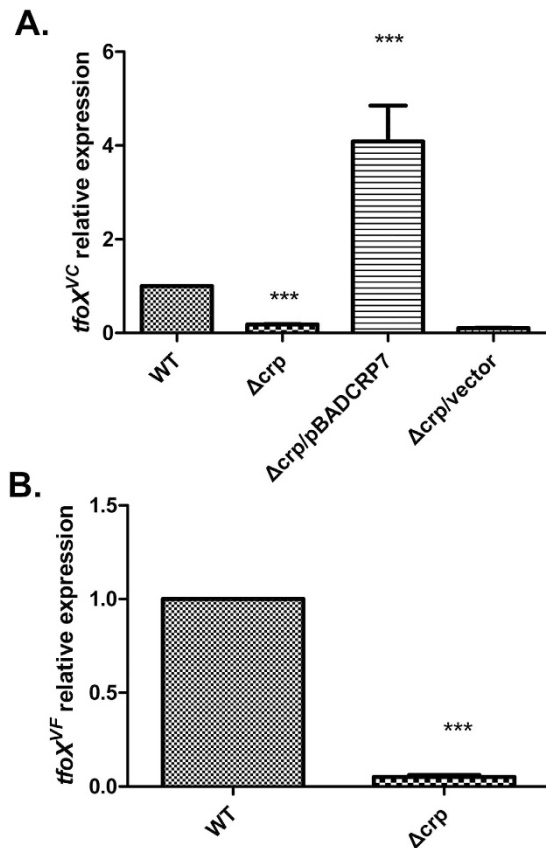 A.
tfoX^VC relative expression
6
4
2
0
***
***
WT
Δcrp
Δcrp/pBADCRP7
Δcrp/vector
B.
tfoX^VF relative expression
1.5
1.0
0.5
0.0
***
WT
Δcrp